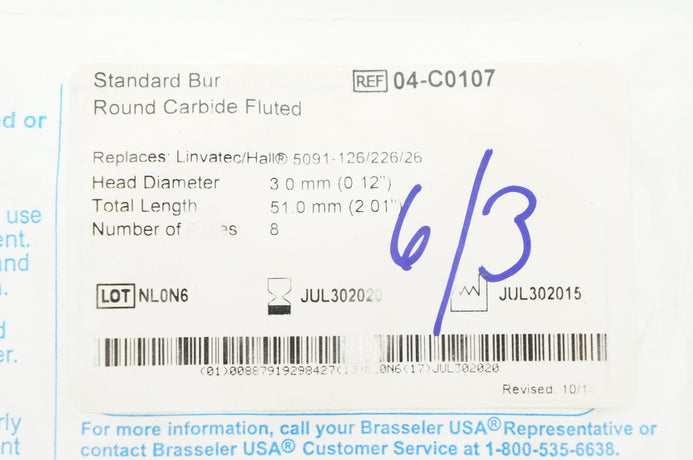 Standard Bur
REF 04-C0107
Round Carbide Fluted
Replaces: Linvatec/Hall® 5091-126/226/26
Head Diameter 3.0 mm (0.12")
Total Length 51.0 mm (2.01")
Number of 8
6/3
LOT NL0N6
JUL302020
JUL302015
(01)00887919298427(10)NL0N6(17)JUL302020
Revised: 10/1
For more information, call your Brasseler USA® Representative or
contact Brasseler USA® Customer Service at 1-800-535-6638.
d or
use
ent.
and
er.
rly
nt